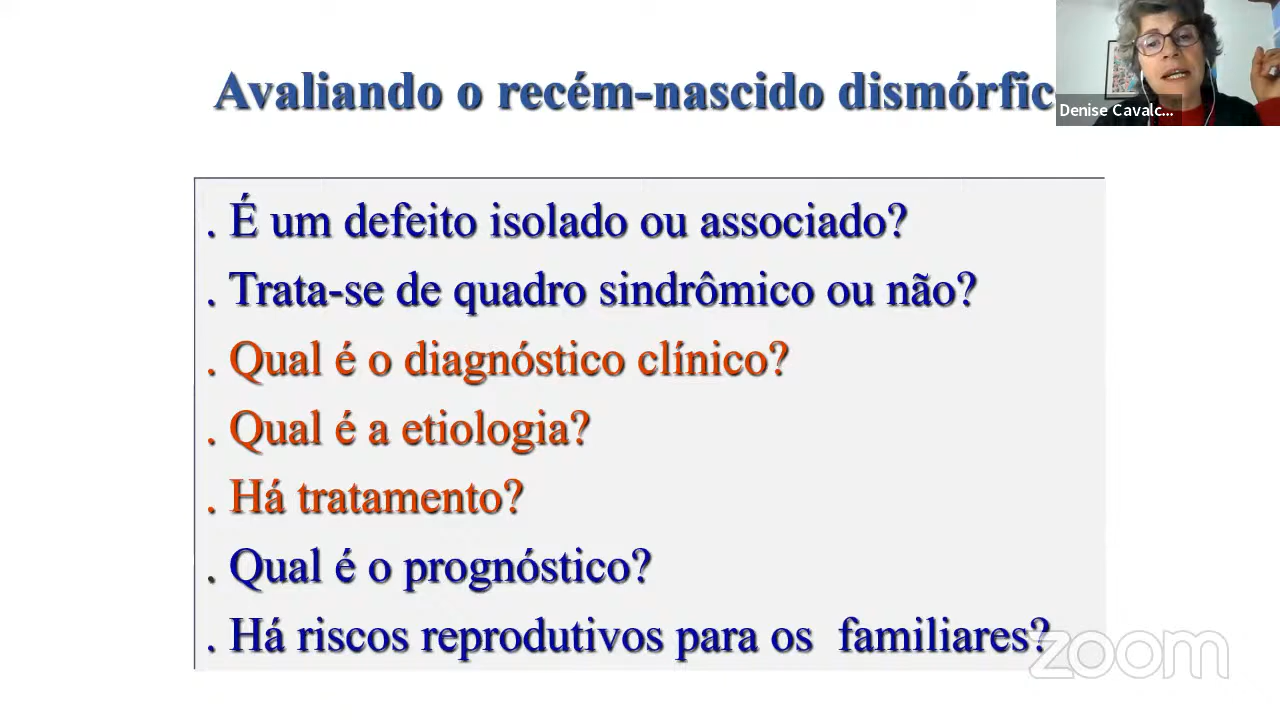 Avaliando o recém-nascido dismórfic
Denise Cavalc...
. É um defeito isolado ou associado?
. Trata-se de quadro sindrômico ou não?
. Qual é o diagnóstico clínico?
. Qual é a etiologia?
. Há tratamento?
. Qual é o prognóstico?
. Há riscos reprodutivos para os  familiares?
zoom